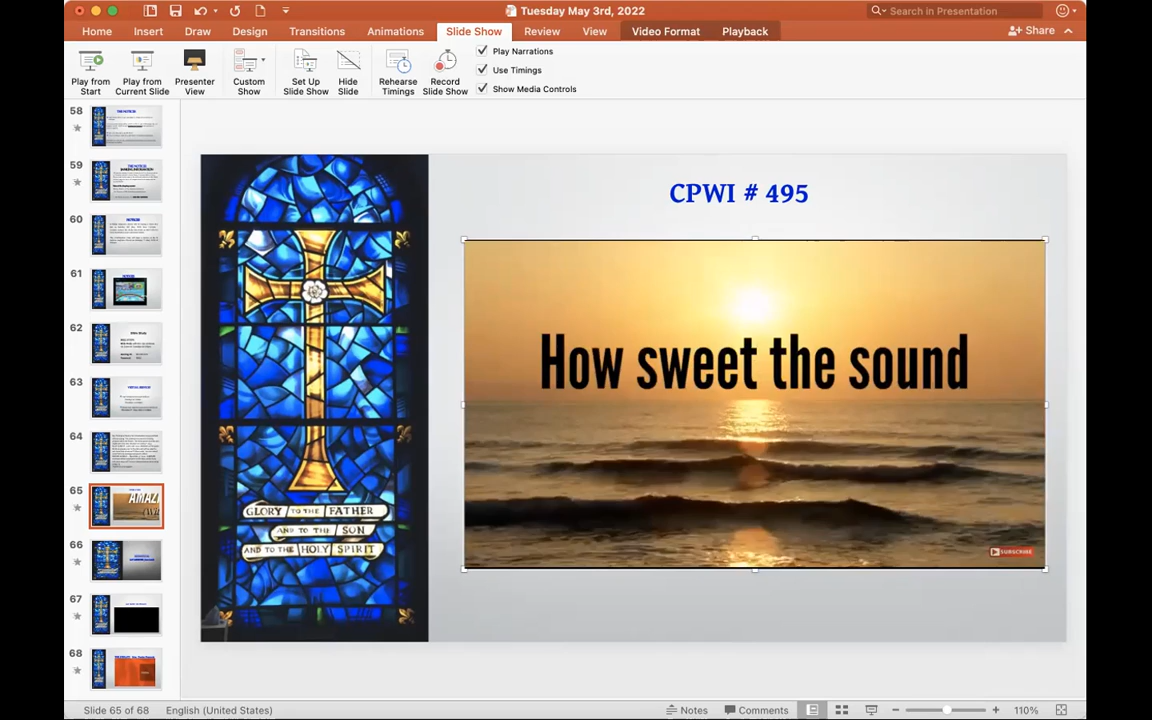 Tuesday May 3rd, 2022
Search in Presentation
Home Insert Draw Design Transitions Animations Slide Show Review View Video Format Playback
Share
Play from Start
Play from Current Slide
Presenter View
Custom Show
Set Up Slide Show
Hide Slide
Rehearse Timings
Record Slide Show
Play Narrations
Use Timings
Show Media Controls
58
59
60
61
62
63
64
65
66
67
68
CPWI # 495
How sweet the sound
SUBSCRIBE
GLORY TO THE FATHER
AND TO THE SON
AND TO THE HOLY SPIRIT
Slide 65 of 68 English (United States)
Notes Comments 110%